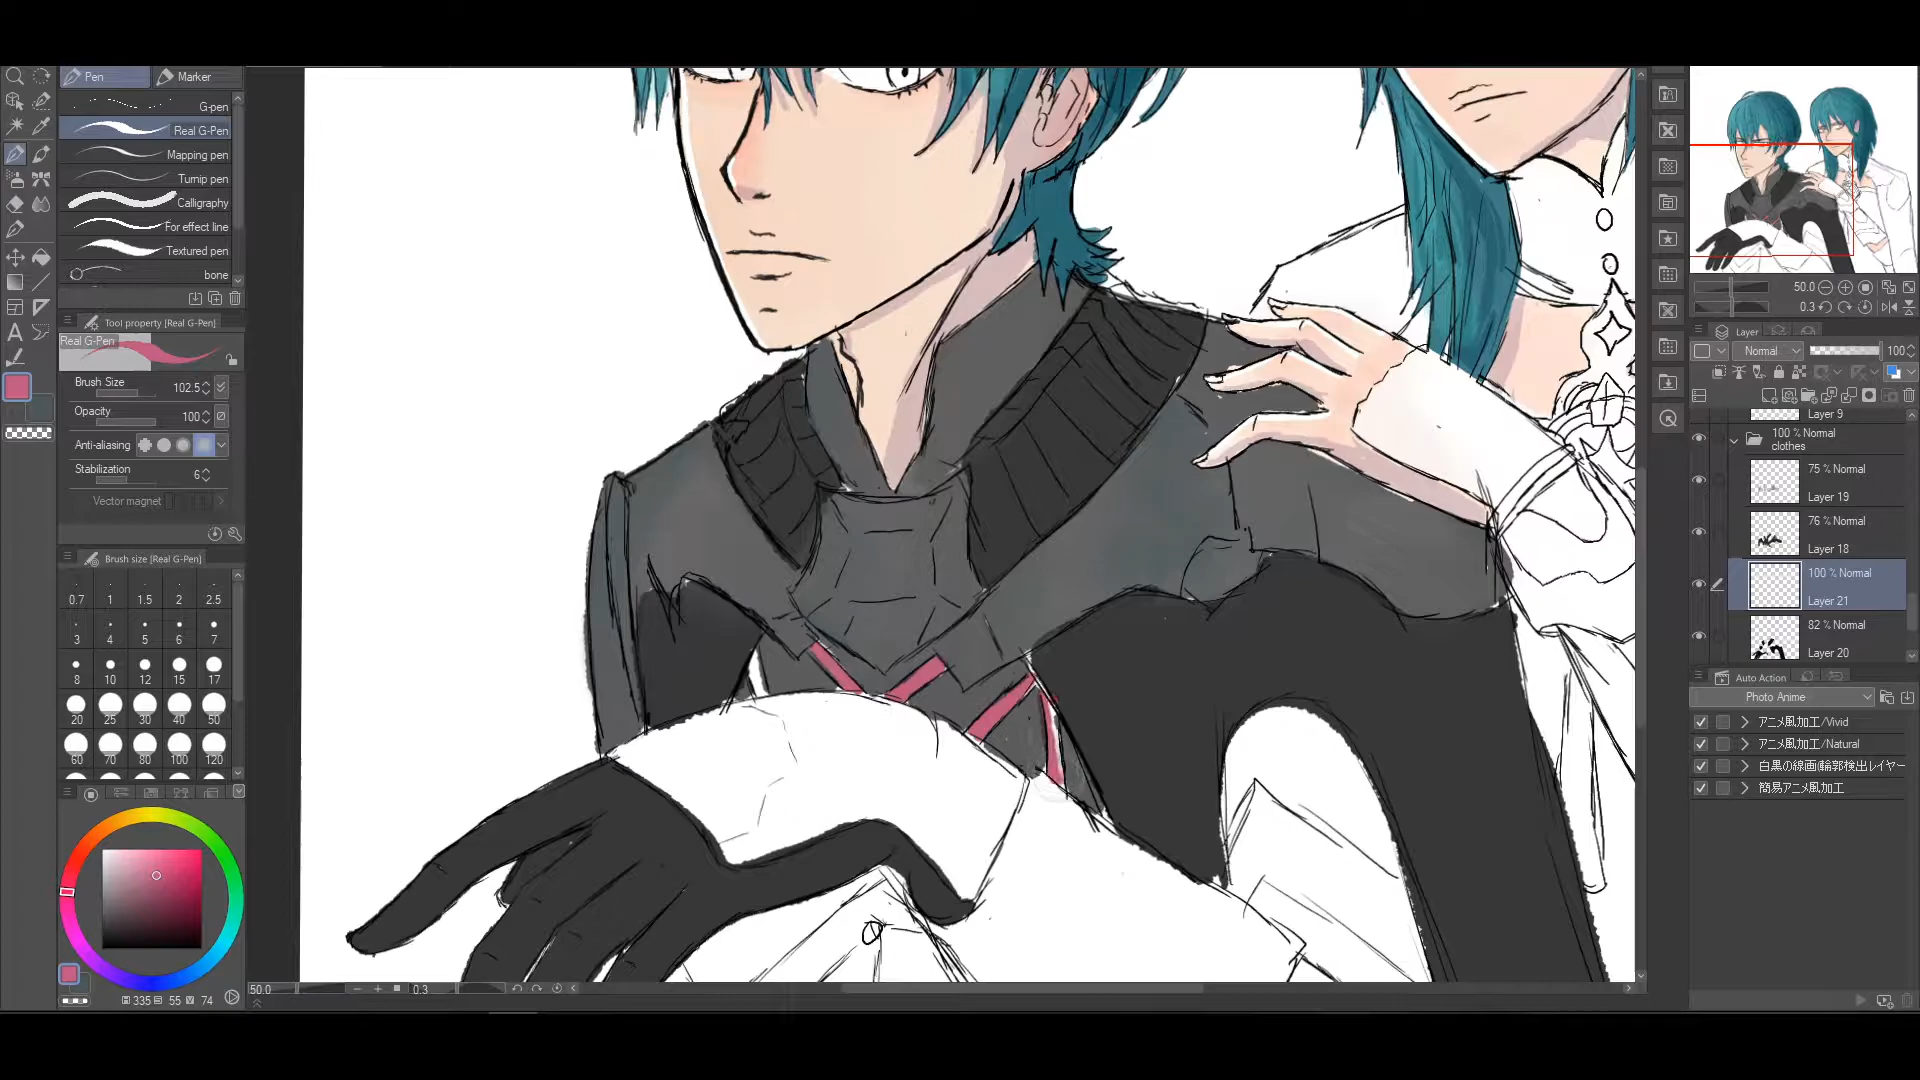 Pen
Marker
G-pen
Real G-Pen
Mapping pen
Turnip pen
Calligraphy
For effect line
Textured pen
bone
Tool property [Real G-Pen]
Real G-Pen
Brush Size 102.5
Opacity 100
Anti-aliasing
Stabilization 6
Vector magnet
Brush size [Real G-Pen]
0.7 1 1.5 2 2.5
3 4 5 6 7
8 10 12 15 17
20 25 30 40 50
60 70 80 100 120
335 55 74
50.0 0.3
50.0
0.3
Layer
Normal 100
Layer 9
100 % Normal
clothes
75 % Normal
Layer 19
76 % Normal
Layer 18
100 % Normal
Layer 21
82 % Normal
Layer 20
Auto Action
Photo Anime
アニメ風加工/Vivid
アニメ風加工/Natural
白黒の線画(輪郭検出レイヤー
簡易アニメ風加工